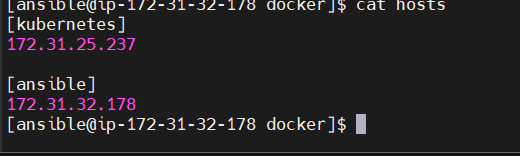 [ansible@ip-172-31-32-178 docker]$ cat hosts
[kubernetes]
172.31.25.237
[ansible]
172.31.32.178
[ansible@ip-172-31-32-178 docker]$